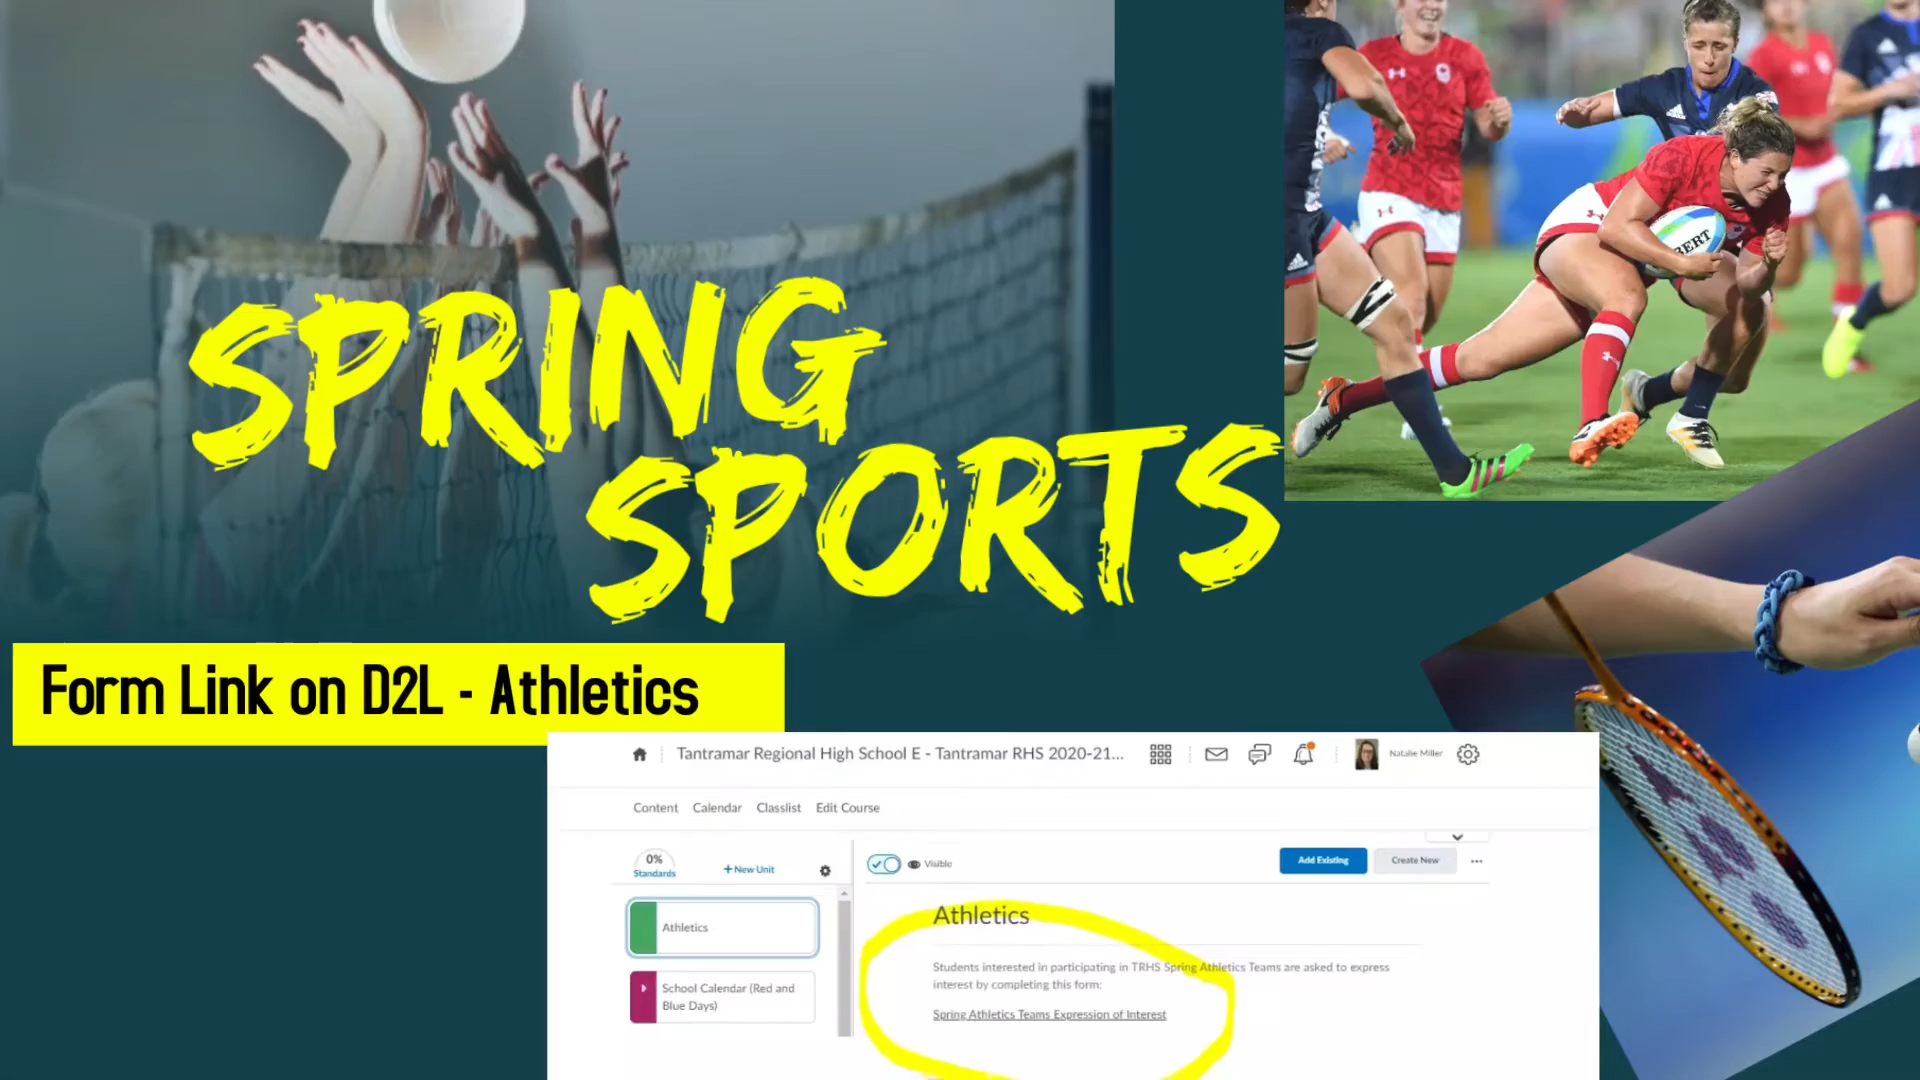 SPRING
SPORTS
Form Link on D2L - Athletics
Tantramar Regional High School E - Tantramar RHS 2020-21...
Natalie Miller
Content Calendar Classlist Edit Course
0%
Standards
+ New Unit
Visible
Add Existing
Create New
Athletics
School Calendar (Red and
Blue Days)
Athletics
Students interested in participating in TRHS Spring Athletics Teams are asked to express
interest by completing this form:
Spring Athletics Teams Expression of Interest